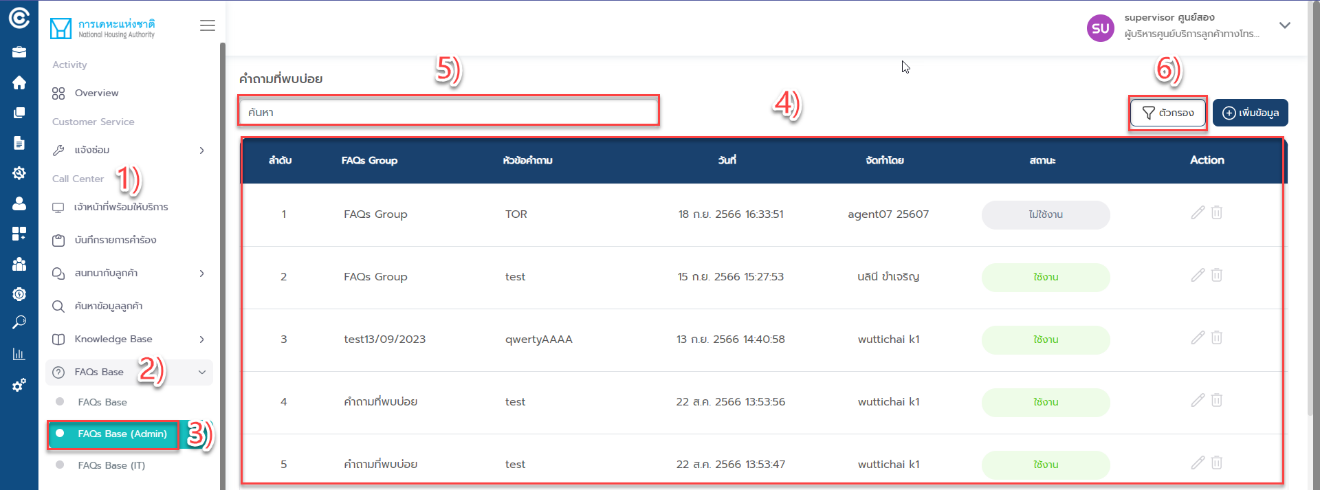 การเคหะแห่งชาติ
National Housing Authority
supervisor ศูนย์สอง
SU
ผู้บริหารศูนย์บริการลูกค้าทางโทร...
Activity
Overview
Customer Service
แจ้งซ่อม
Call Center
1)
เจ้าหน้าที่พร้อมให้บริการ
บันทึกรายการคำร้อง
สนทนากับลูกค้า
ค้นหาข้อมูลลูกค้า
Knowledge Base
FAQs Base
2)
FAQs Base
FAQs Base (Admin)
3)
FAQs Base (IT)
คำถามที่พบบ่อย
5)
6)
ค้นหา
4)
ตัวกรอง
เพิ่มข้อมูล
ลำดับ FAQs Group หัวข้อคำถาม วันที่ จัดทำโดย สถานะ Action
1 FAQs Group TOR 18 ก.ย. 2566 16:33:51 agent07 25607 ไม่ใช้งาน
2 FAQs Group test 15 ก.ย. 2566 15:27:53 นลินี ขำเจริญ ใช้งาน
3 test13/09/2023 qwertyAAAA 13 ก.ย. 2566 14:40:58 wuttichai k1 ใช้งาน
4 คำถามที่พบบ่อย test 22 ส.ค. 2566 13:53:56 wuttichai k1 ใช้งาน
5 คำถามที่พบบ่อย test 22 ส.ค. 2566 13:53:47 wuttichai k1 ใช้งาน